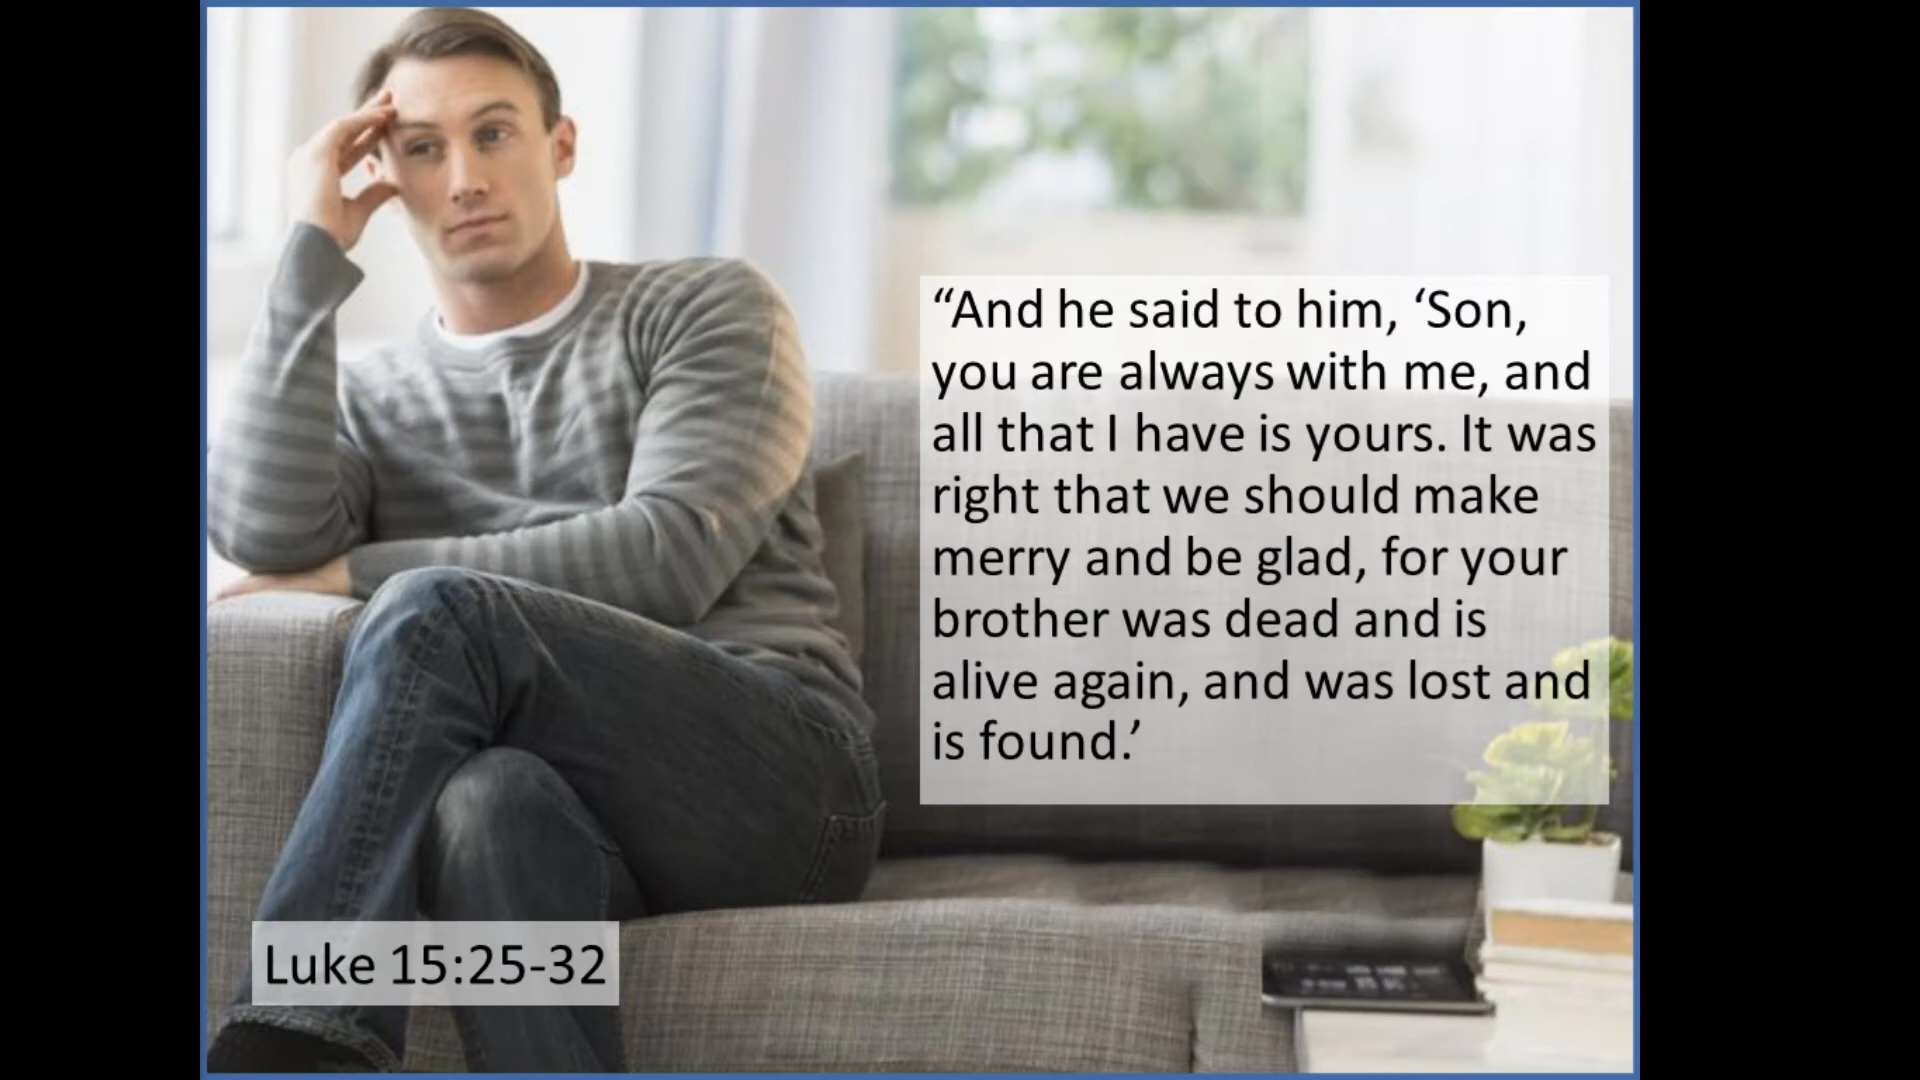 “And he said to him, ‘Son,
you are always with me, and
all that I have is yours. It was
right that we should make
merry and be glad, for your
brother was dead and is
alive again, and was lost and
is found.’
Luke 15:25-32